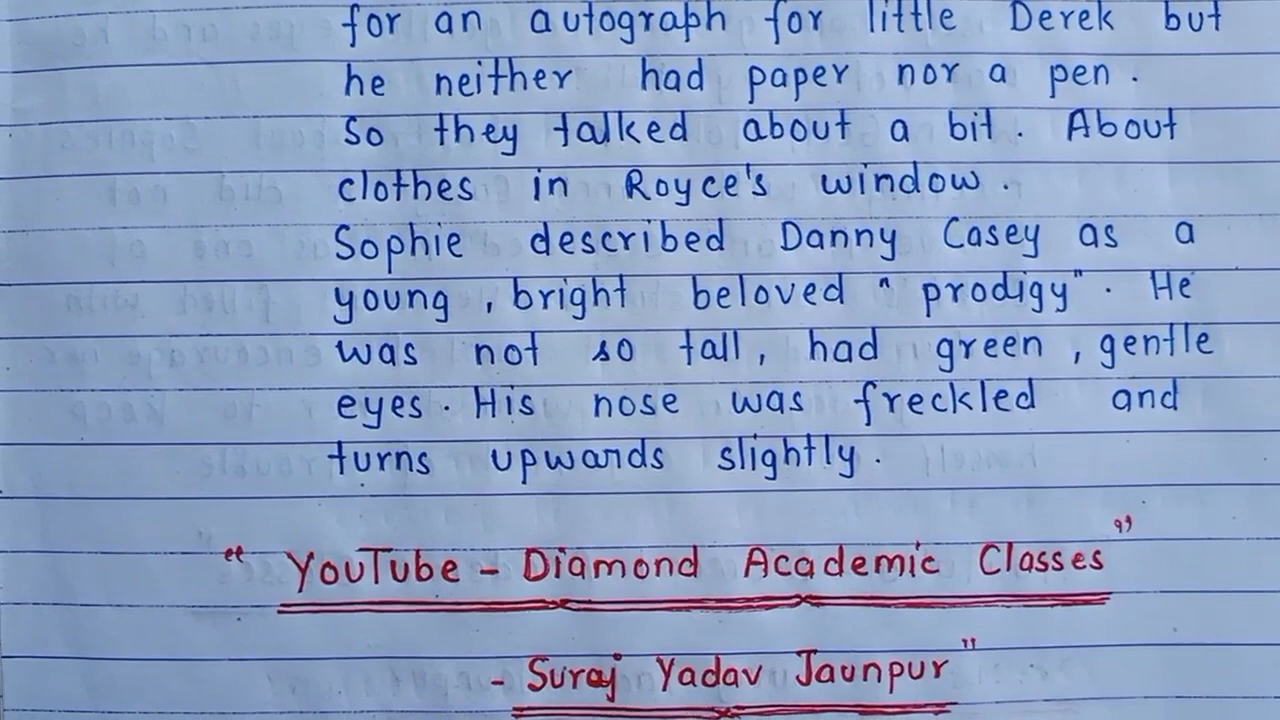 for an autograph for little Derek but
he neither had paper nor a pen.
so they talked about a bit. About
clothes in Royce's window.
Sophie described Danny Casey as a
young, bright beloved "prodigy". He
was not so tall, had green, gentle
eyes. His nose was freckled and
turns upwards slightly.
"YouTube - Diamond Academic Classes"
- Suraj Yadav Jaunpur"